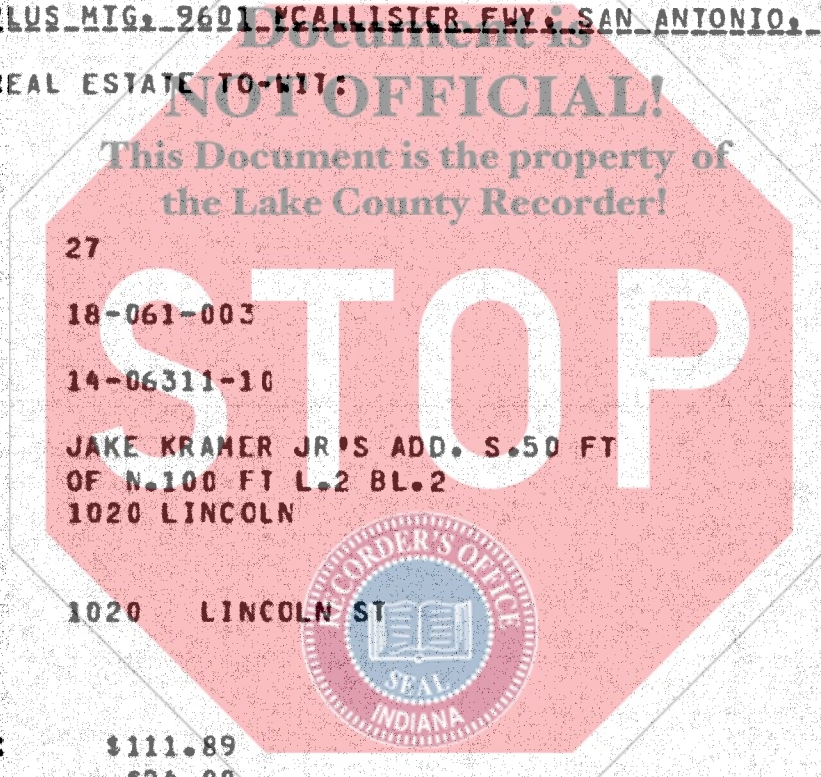 LUS MTG, 9601 MCALLISTER FWY, SAN ANTONIO,
Document is
REAL ESTATE TO-WIT:
NOT OFFICIAL!
This Document is the property of
the Lake County Recorder!
27
STOP
18-061-003
14-06311-10
JAKE KRAMER JR'S ADD. S.50 FT
OF N.100 FT L.2 BL.2
1020 LINCOLN
RECORDER'S OFFICE
1020 LINCOLN ST
SEAL
INDIANA
: $111.89